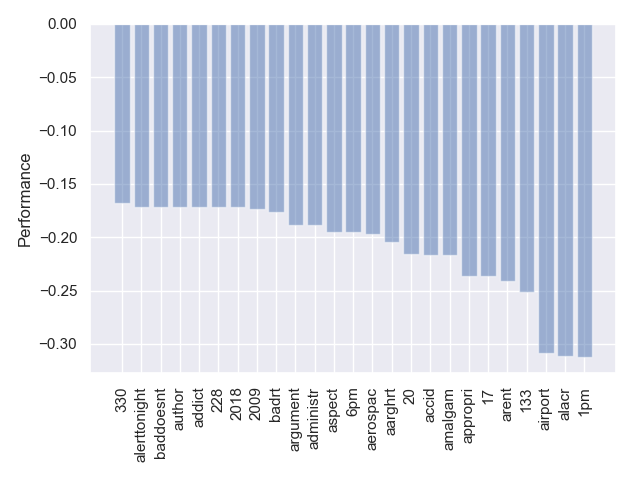 0.00
−0.05
−0.10
−0.15
−0.20
−0.25
−0.30
Performance
330
alerttonight
baddoesnt
author
addict
228
2018
2009
badrt
argument
administr
aspect
6pm
aerospac
aarghrt
20
accid
amalgam
appropri
17
arent
133
airport
alacr
1pm